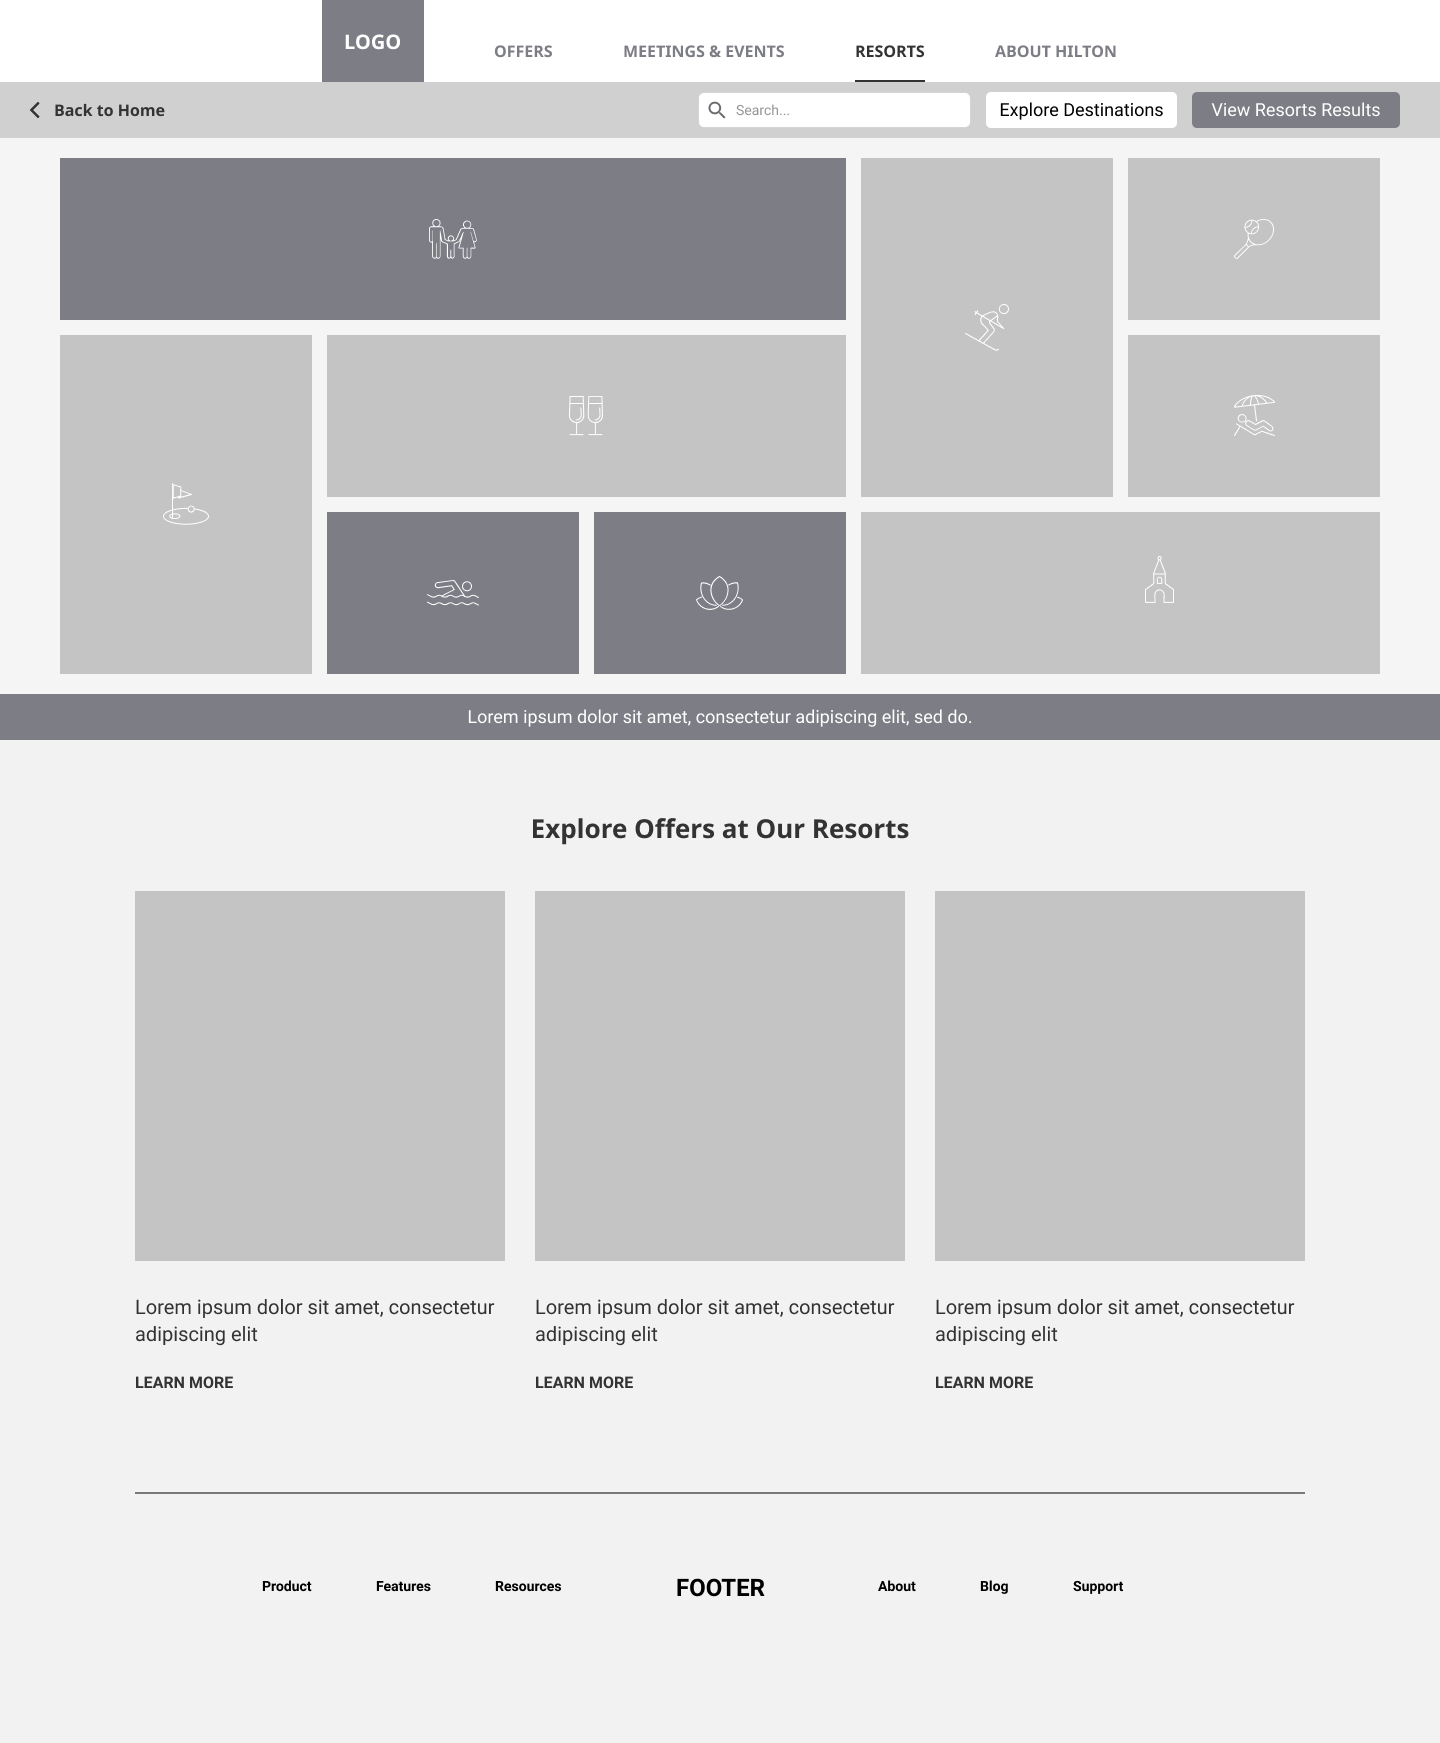 LOGO
OFFERS
MEETINGS & EVENTS
RESORTS
ABOUT HILTON
Back to Home
Search...
Explore Destinations
View Resorts Results
Lorem ipsum dolor sit amet, consectetur adipiscing elit, sed do.
Explore Offers at Our Resorts
Lorem ipsum dolor sit amet, consectetur
adipiscing elit
LEARN MORE
Lorem ipsum dolor sit amet, consectetur
adipiscing elit
LEARN MORE
Lorem ipsum dolor sit amet, consectetur
adipiscing elit
LEARN MORE
Product
Features
Resources
FOOTER
About
Blog
Support